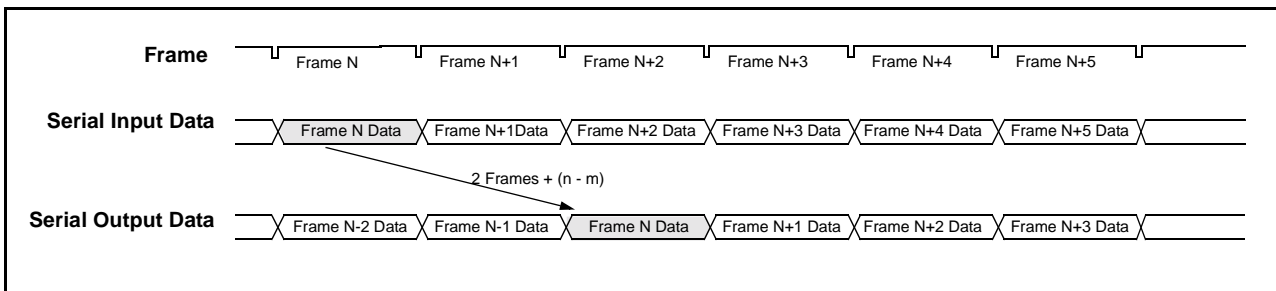 Frame
Frame N
Frame N+1
Frame N+2
Frame N+3
Frame N+4
Frame N+5
Serial Input Data
Frame N Data
Frame N+1Data
Frame N+2 Data
Frame N+3 Data
Frame N+4 Data
Frame N+5 Data
2 Frames + (n - m)
Serial Output Data
Frame N-2 Data
Frame N-1 Data
Frame N Data
Frame N+1 Data
Frame N+2 Data
Frame N+3 Data